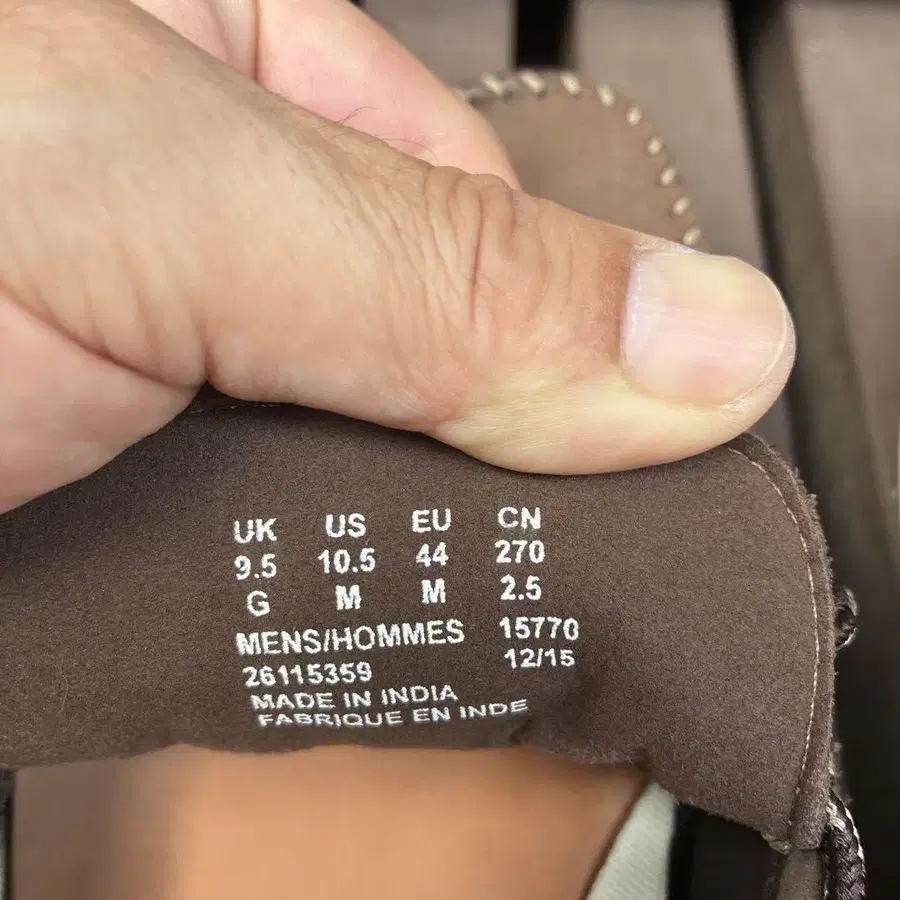 UK US EU CN
9.5 10.5 44 270
G M M 2.5
MENS/HOMMES 15770
26115359 12/15
MADE IN INDIA
FABRIQUE EN INDE